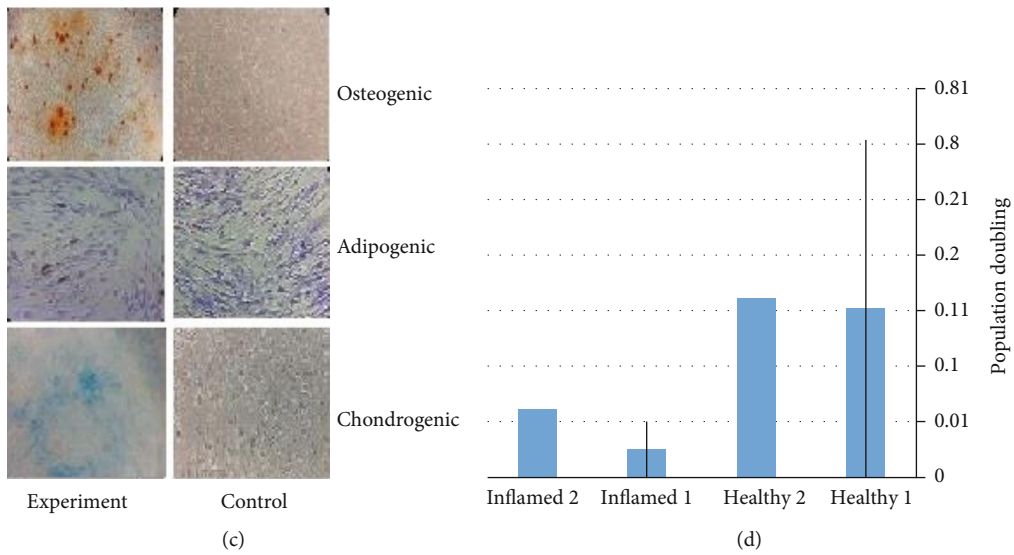 Osteogenic
Adipogenic
Chondrogenic
Experiment Control
(c)
0.81
0.8
0.21
0.2
0.11
0.1
0.01
0
Population doubling
Inflamed 2 Inflamed 1 Healthy 2 Healthy 1
(d)